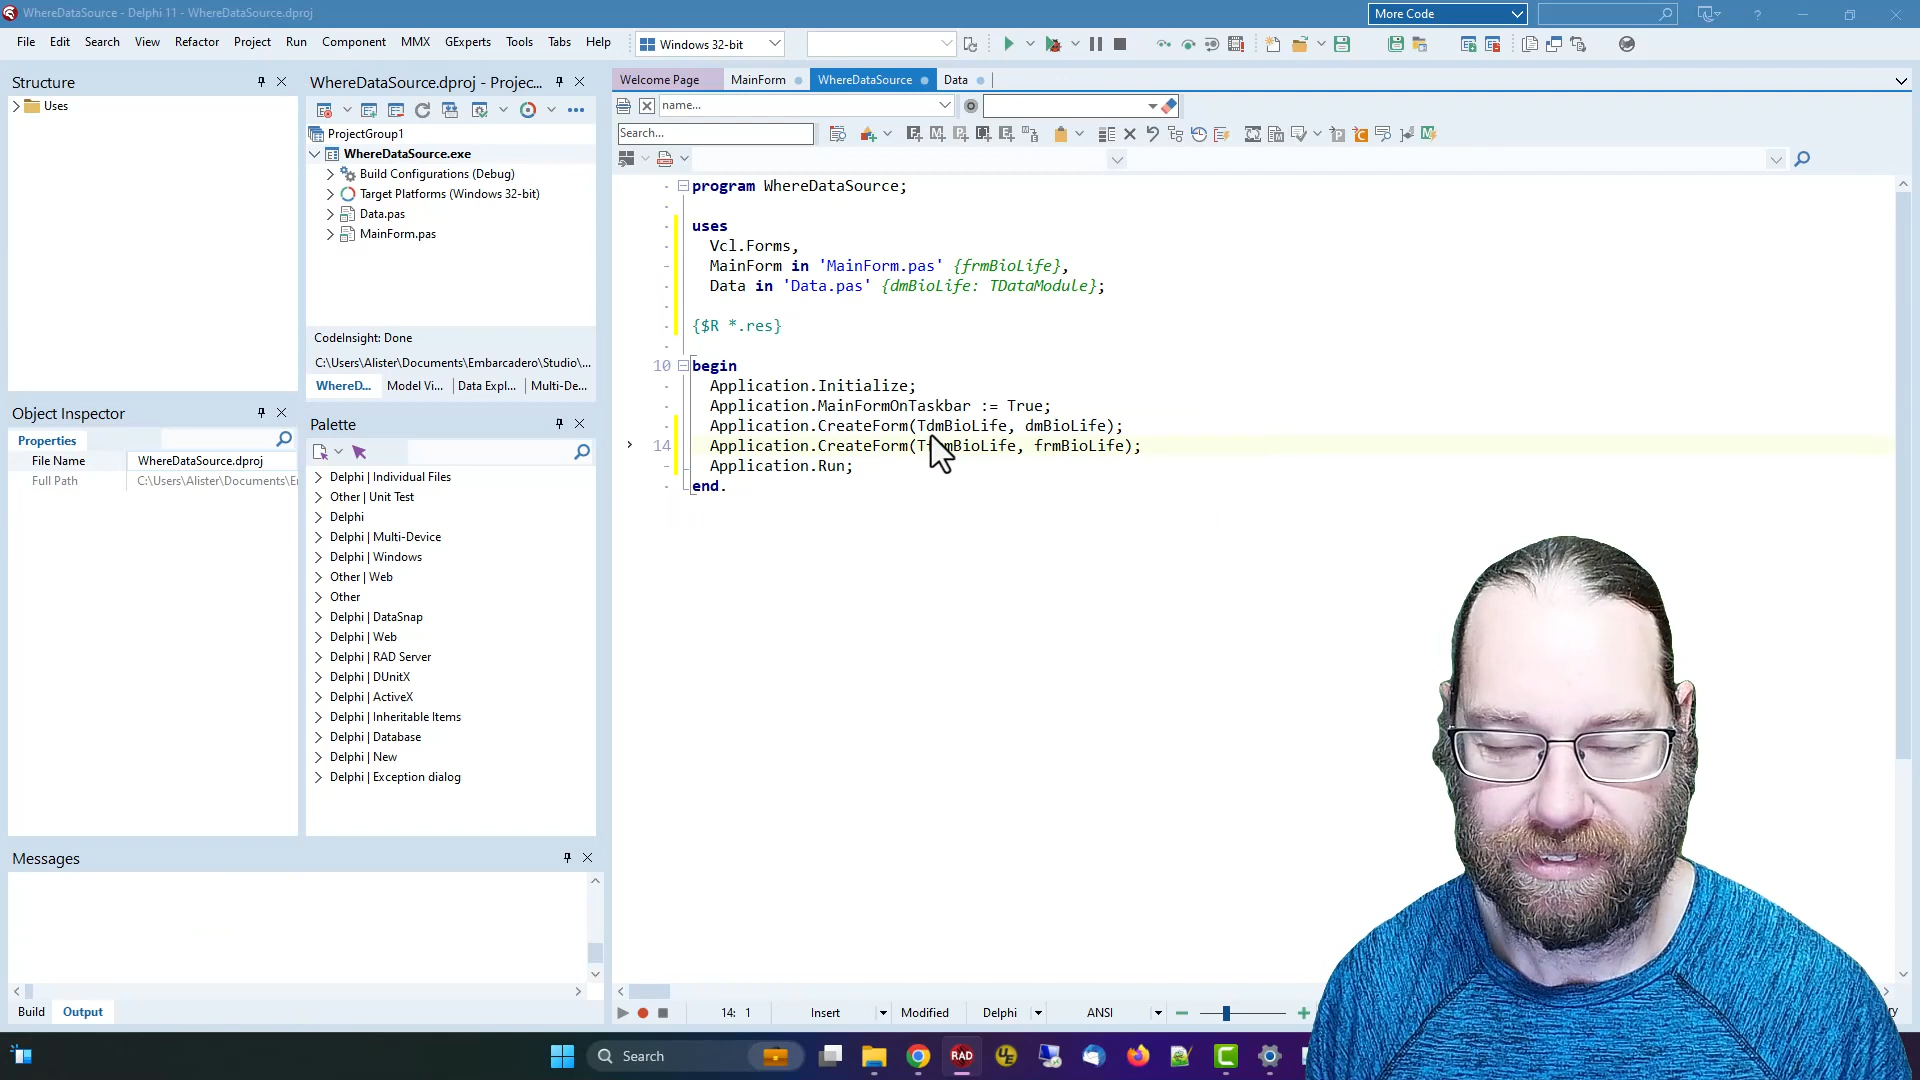 WhereDataSource - Delphi 11 - WhereDataSource.dproj
More Code
File Edit Search View Refactor Project Run Component MMX GExperts Tools Tabs Help
Windows 32-bit
Structure
Uses
WhereDataSource.dproj - Projec...
ProjectGroup1
WhereDataSource.exe
Build Configurations (Debug)
Target Platforms (Windows 32-bit)
Data.pas
MainForm.pas
CodeInsight: Done
C:\Users\Alister\Documents\Embarcadero\Studio\...
WhereD... Model Vi... Data Expl... Multi-De...
Object Inspector
Properties
File Name WhereDataSource.dproj
Full Path C:\Users\Alister\Documents\E
Palette
Delphi | Individual Files
Other | Unit Test
Delphi
Delphi | Multi-Device
Delphi | Windows
Other | Web
Other
Delphi | DataSnap
Delphi | Web
Delphi | RAD Server
Delphi | DUnitX
Delphi | ActiveX
Delphi | Inheritable Items
Delphi | Database
Delphi | New
Delphi | Exception dialog
Messages
Build Output
Welcome Page MainForm WhereDataSource Data
name...
Search...
program WhereDataSource;
uses
Vcl.Forms,
MainForm in 'MainForm.pas' {frmBioLife},
Data in 'Data.pas' {dmBioLife: TDataModule};
{$R *.res}
10 begin
Application.Initialize;
Application.MainFormOnTaskbar := True;
Application.CreateForm(TdmBioLife, dmBioLife);
14 Application.CreateForm(TfrmBioLife, frmBioLife);
Application.Run;
end.
14: 1 Insert Modified Delphi ANSI
Search
RAD